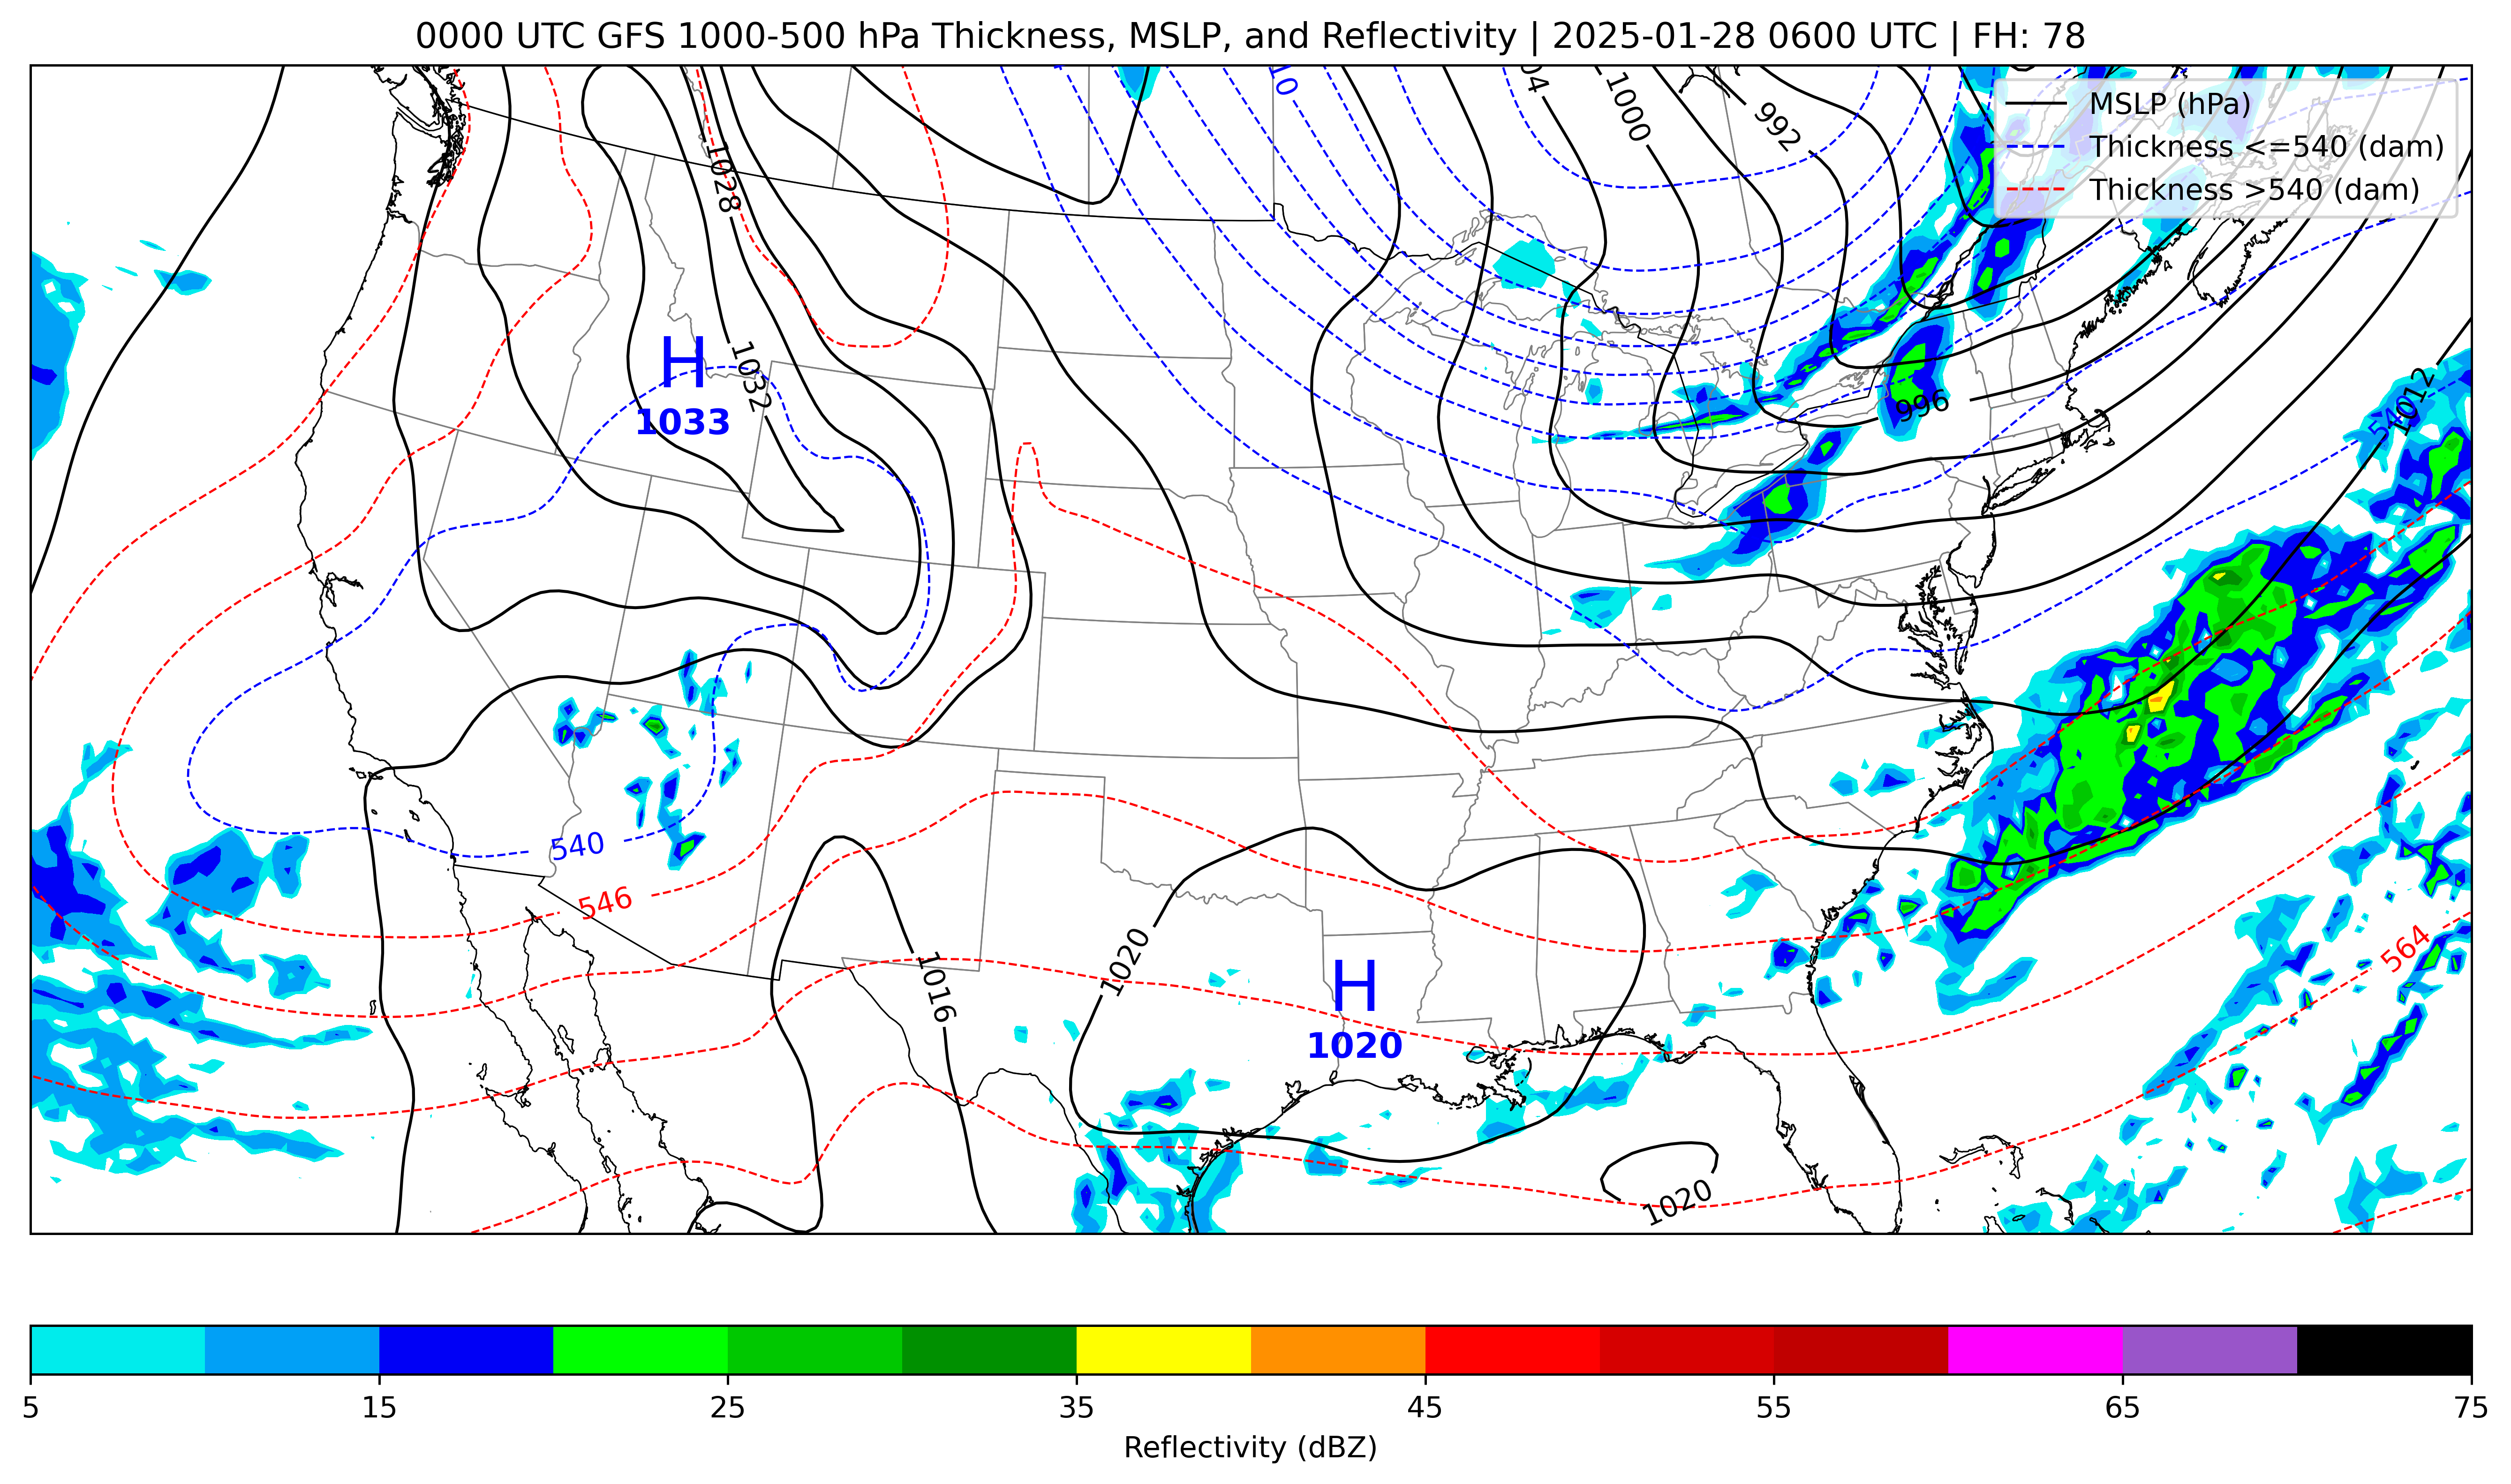 0000 UTC GFS 1000-500 hPa Thickness, MSLP, and Reflectivity | 2025-01-28 0600 UTC | FH: 78
MSLP (hPa)
Thickness <=540 (dam)
Thickness >540 (dam)
1000
992
1028
H
1033
1032
996
1012
540
540
546
564
1020
1016
H
1020
1020
5 15 25 35 45 55 65 75
Reflectivity (dBZ)